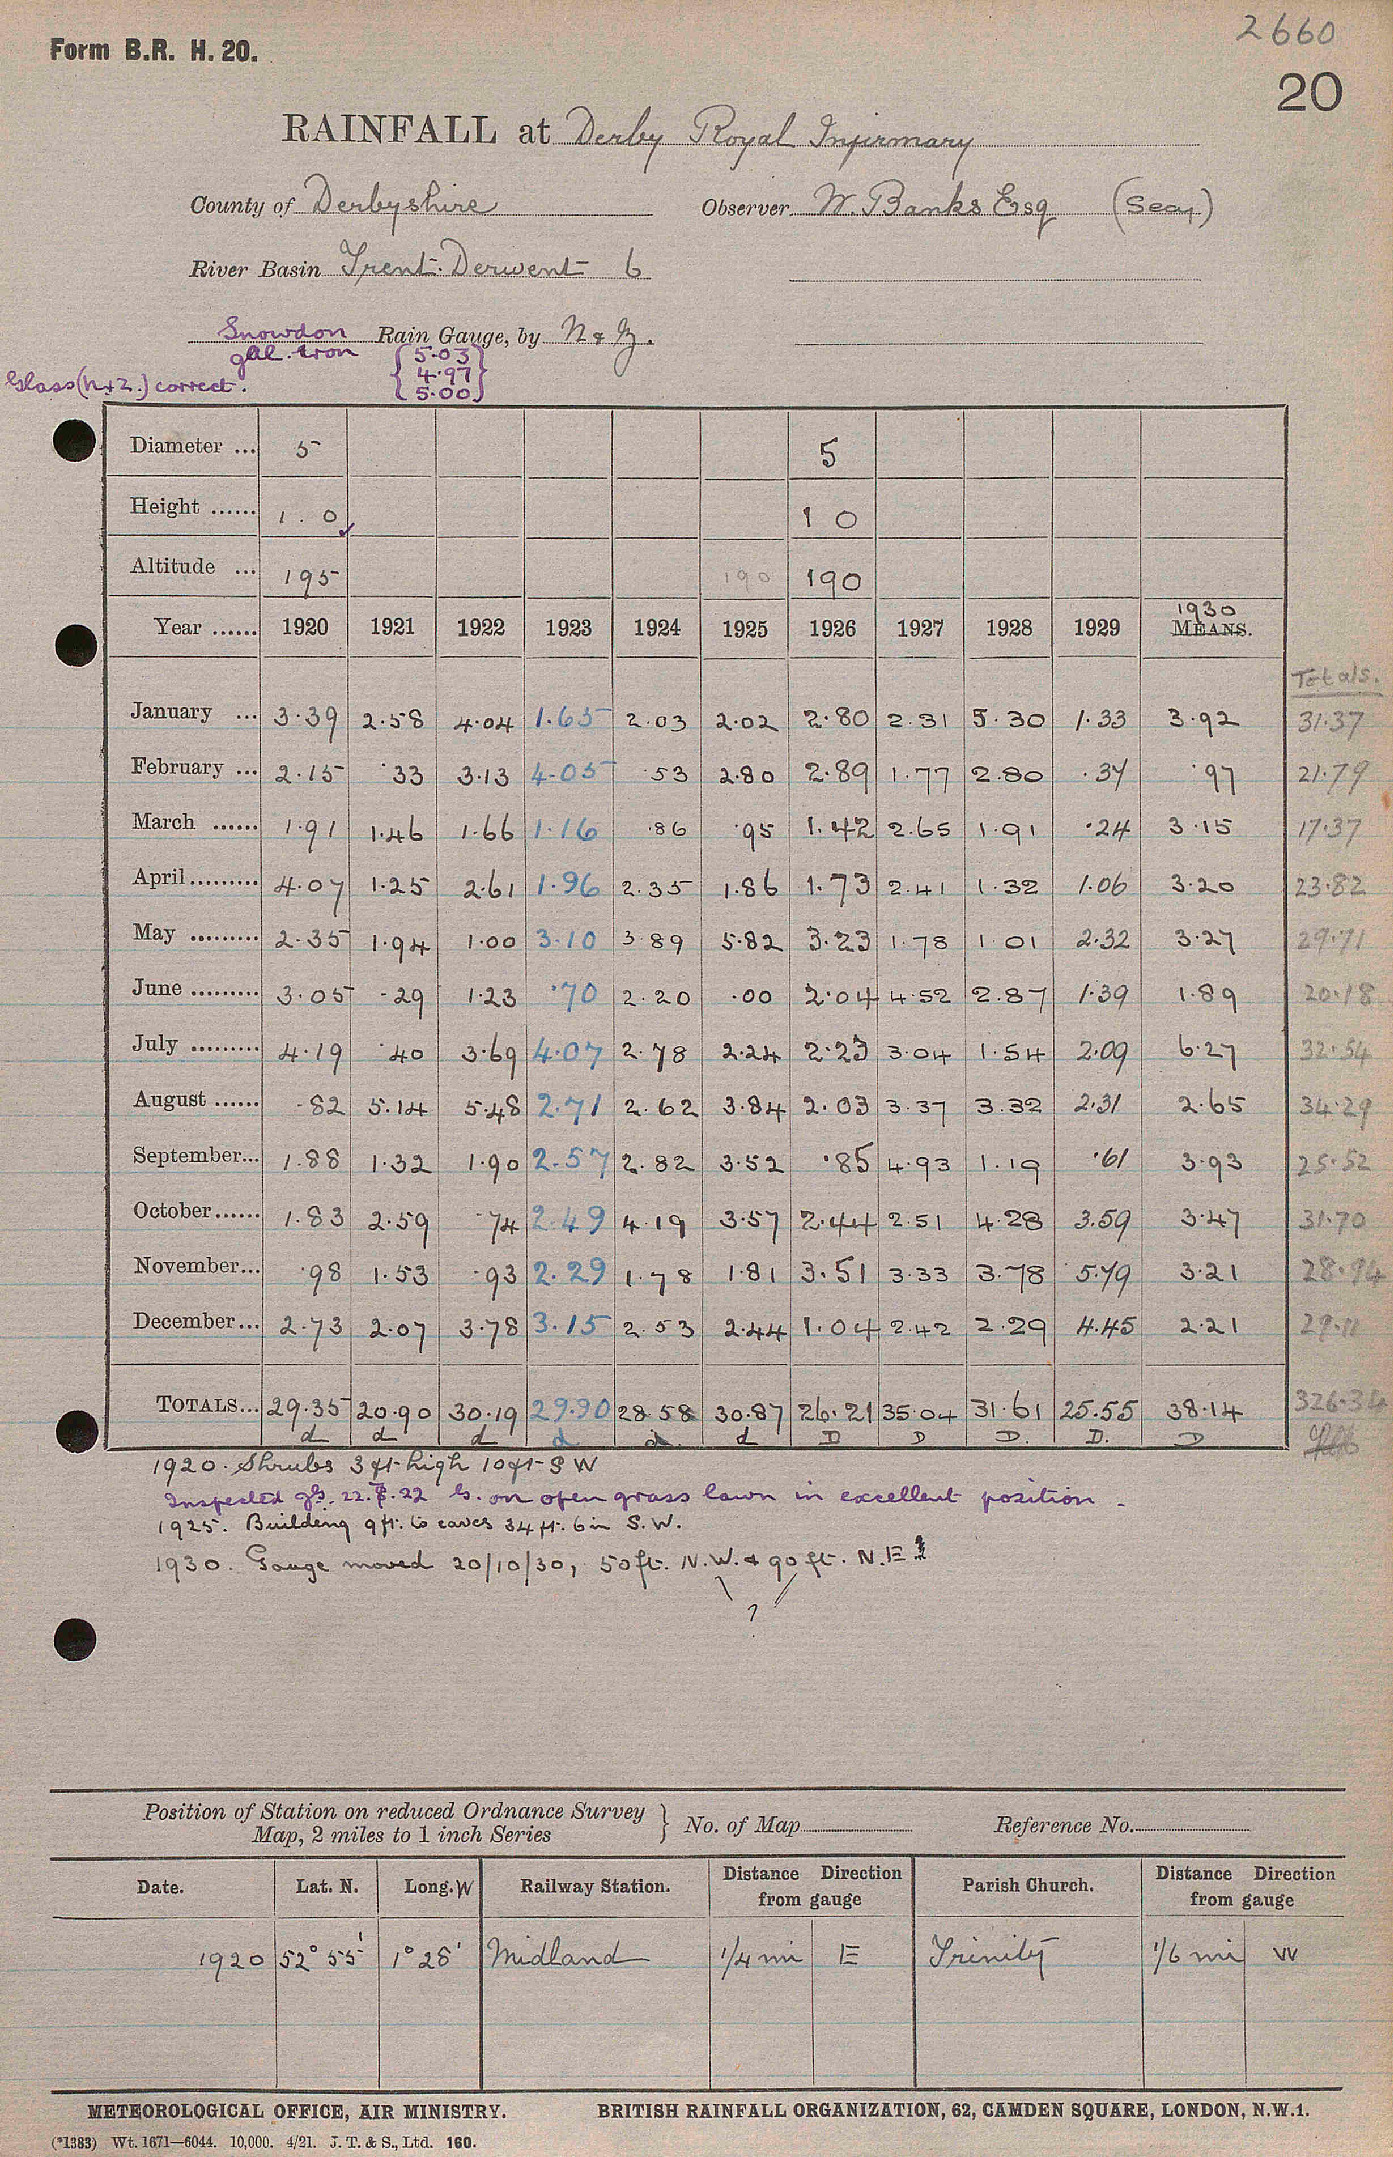 2660
Form B.R. H. 20.
20
RAINFALL at Derby Royal Infirmary
County of Derbyshire Observer W. Banks Esq (Secy)
River Basin Trent. Derwent 6
Snowdon Rain Gauge, by N & Z.
gal. iron {5.03}
Glass (N+Z.) correct. {4.97}
{5.00}
Diameter ... 5 5
Height ...... 1 . 0 1 0
Altitude ... 195 190 190
1930
Year ...... 1920 1921 1922 1923 1924 1925 1926 1927 1928 1929 MEANS.
Totals.
January ... 3.39 2.58 4.04 1.65 2.03 2.02 2.80 2.31 5.30 1.33 3.92 31.37
February ... 2.15 .33 3.13 4.05 .53 2.80 2.89 1.77 2.80 .34 .97 21.79
March ...... 1.91 1.46 1.66 1.16 .86 .95 1.42 2.65 1.91 .24 3.15 17.37
April ......... 4.07 1.25 2.61 1.96 2.35 1.86 1.73 2.41 1.32 1.06 3.20 23.82
May ......... 2.35 1.94 1.00 3.10 3.89 5.82 3.23 1.78 1.01 2.32 3.27 29.71
June ......... 3.05 .29 1.23 .70 2.20 .00 2.04 4.52 2.87 1.39 1.89 20.18
July ......... 4.19 .40 3.69 4.07 2.78 2.24 2.23 3.04 1.54 2.09 6.27 32.54
August ...... .82 5.14 5.48 2.71 2.62 3.84 2.03 3.37 3.32 2.31 2.65 34.29
September... 1.88 1.32 1.90 2.57 2.82 3.52 .85 4.93 1.19 .61 3.93 25.52
October...... 1.83 2.59 .74 2.49 4.19 3.57 2.44 2.51 4.28 3.59 3.47 31.70
November... .98 1.53 .93 2.29 1.78 1.81 3.51 3.33 3.78 5.79 3.21 28.94
December... 2.73 2.07 3.78 3.15 2.53 2.44 1.04 2.42 2.29 4.45 2.21 29.11
TOTALS... 29.35 20.90 30.19 29.90 28.58 30.87 26.21 35.04 31.61 25.55 38.14 326.34
d d d d d d D D D. D. D
1920. Shrubs 3 ft high 10 ft S W
Inspected 22.7.22 G. on open grass lawn in excellent position.
1925. Building 9 ft. to eaves 34 ft. 6 in S.W.
1930. Gauge moved 20/10/30, 50 ft. N.W. & 90 ft. N.E
?
Position of Station on reduced Ordnance Survey
Map, 2 miles to 1 inch Series } No. of Map Reference No.
Date. Lat. N. Long. W Railway Station. Distance Direction from gauge Parish Church. Distance Direction from gauge
1920 52° 55' 1° 28' Midland 1/4 mi E Trinity 1/6 mi W
METEOROLOGICAL OFFICE, AIR MINISTRY. BRITISH RAINFALL ORGANIZATION, 62, CAMDEN SQUARE, LONDON, N.W.1.
(*1383) Wt. 1671—6044. 10,000. 4/21. J. T. & S., Ltd. 160.